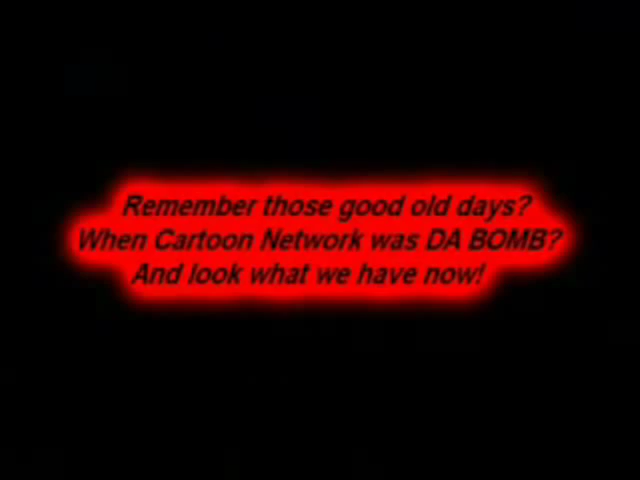 Remember those good old days?
When Cartoon Network was DA BOMB?
And look what we have now!